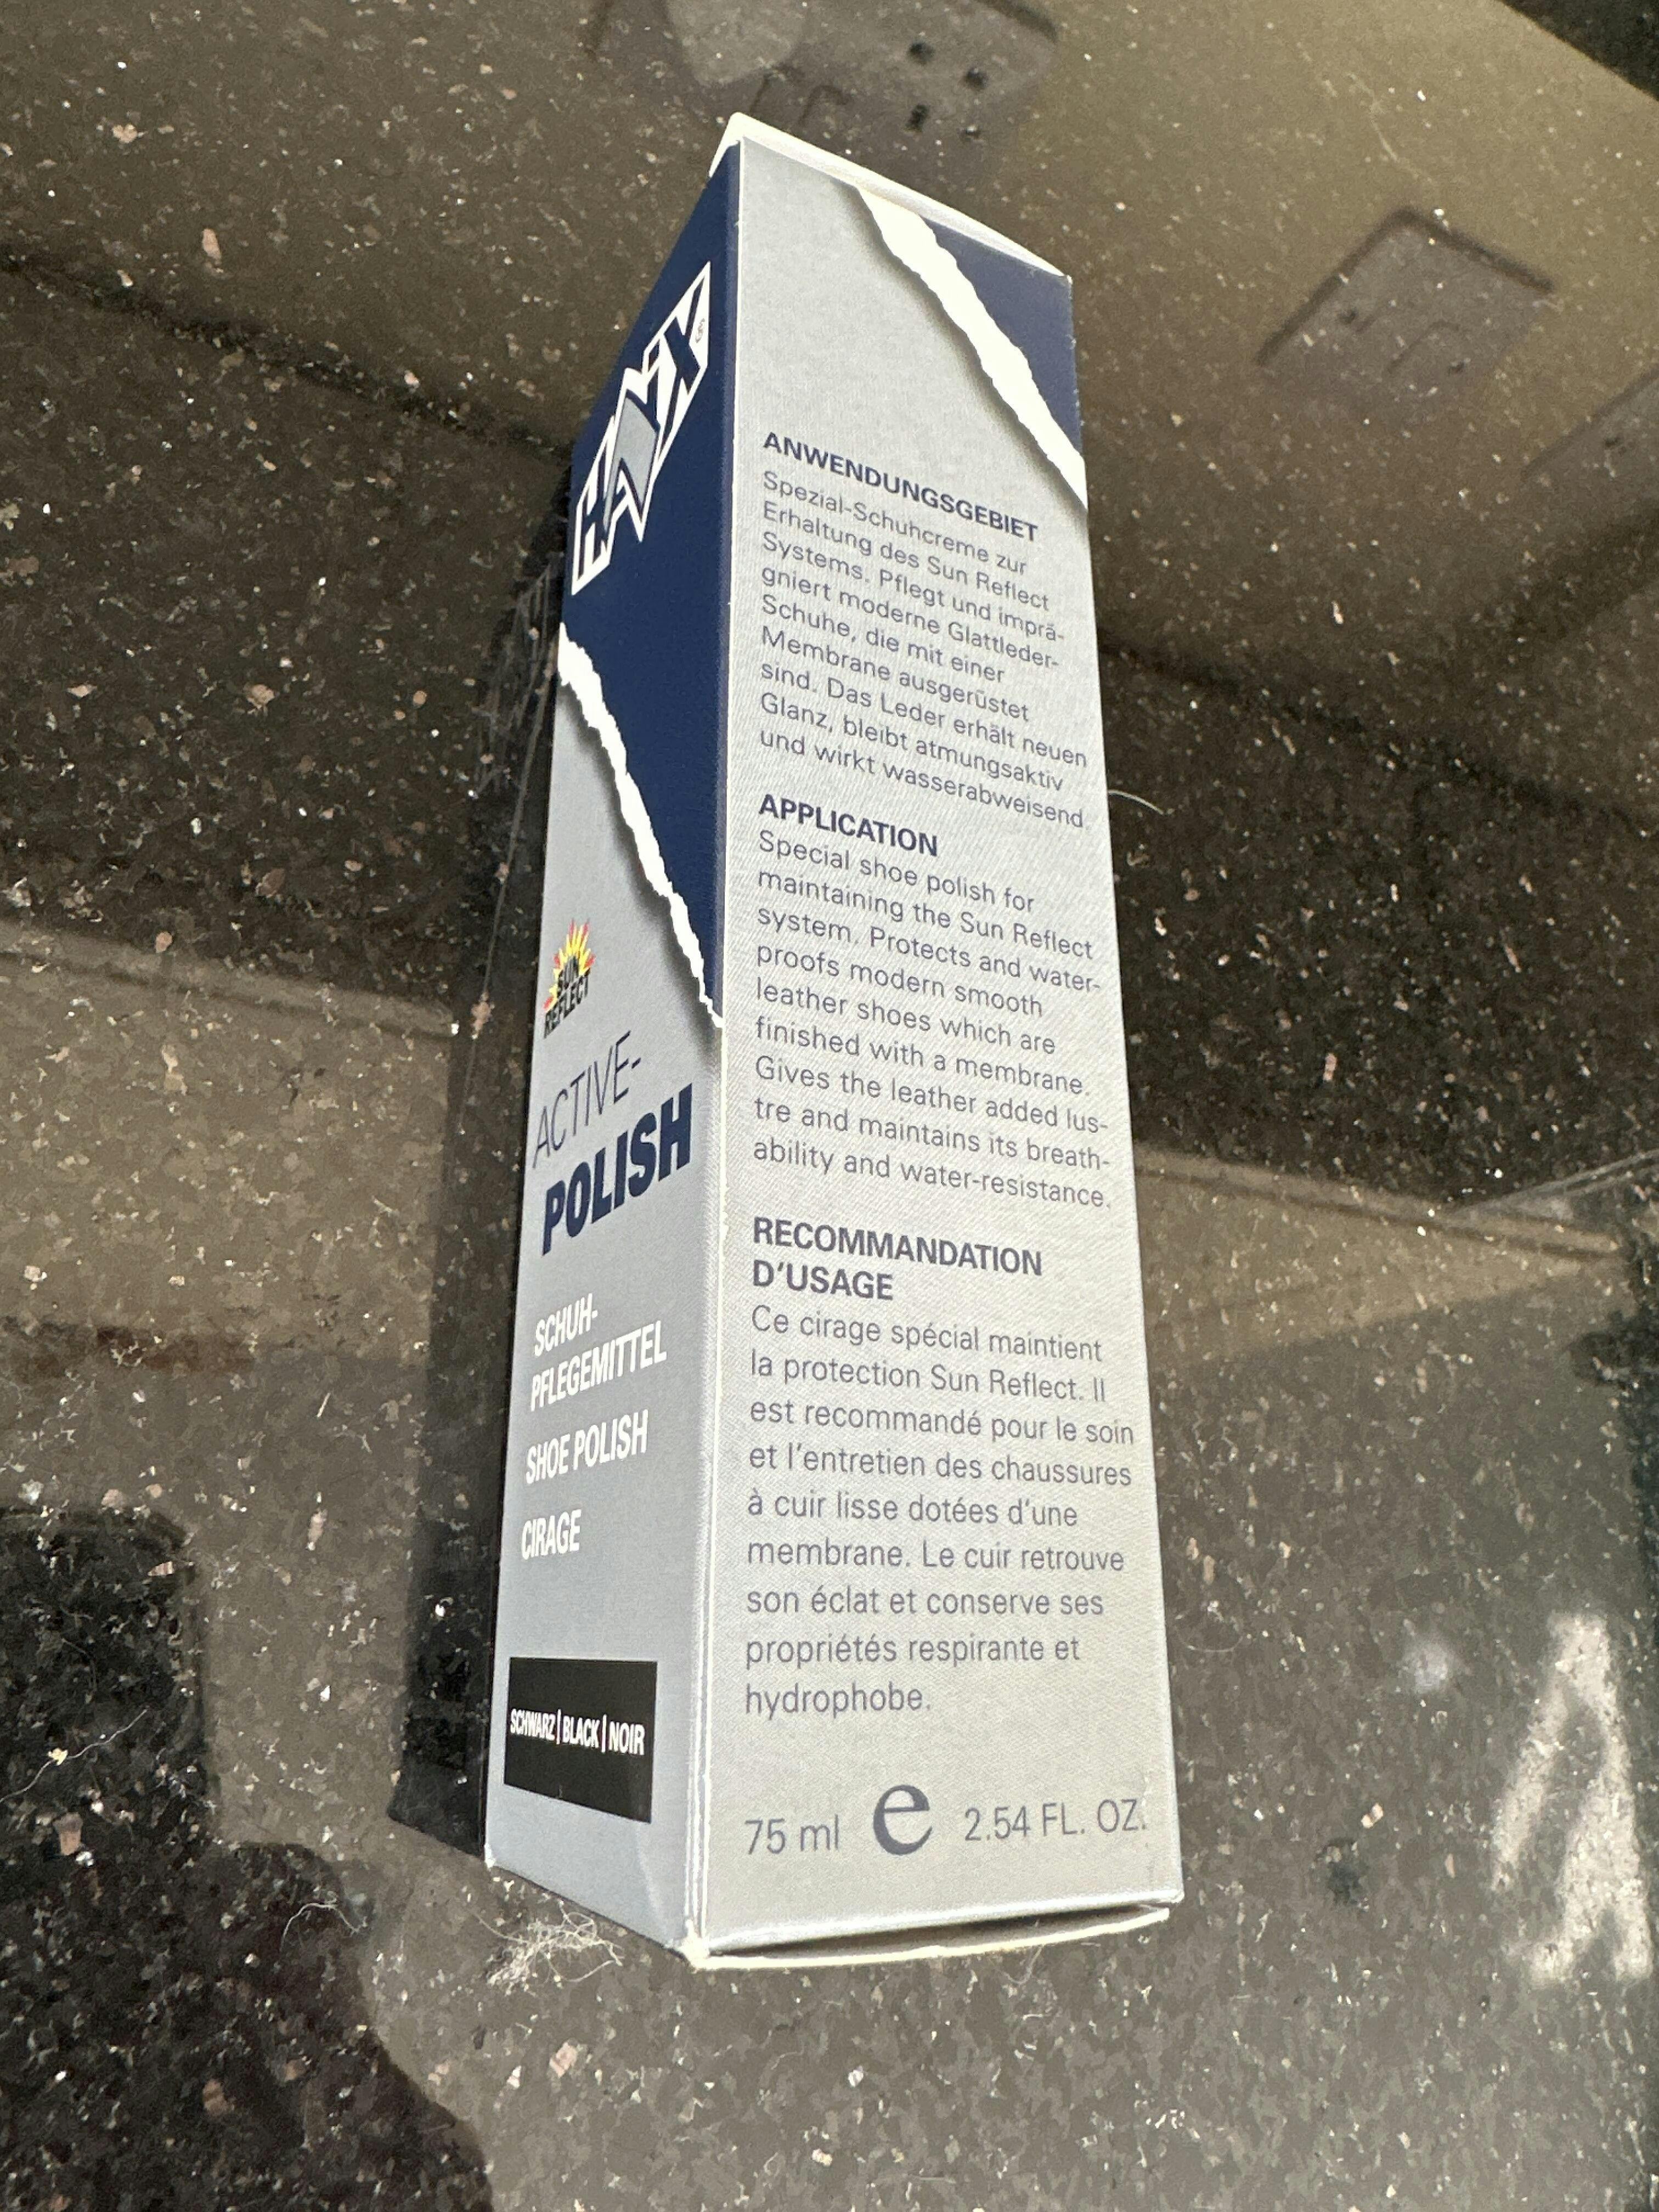 HAIX®
SUN
REFLECT
ACTIVE-
POLISH
SCHUH-
PFLEGEMITTEL
SHOE POLISH
CIRAGE
SCHWARZ | BLACK | NOIR
ANWENDUNGSGEBIET
Spezial-Schuhcreme zur
Erhaltung des Sun Reflect
Systems. Pflegt und imprä-
gniert moderne Glattleder-
Schuhe, die mit einer
Membrane ausgerüstet
sind. Das Leder erhält neuen
Glanz, bleibt atmungsaktiv
und wirkt wasserabweisend
APPLICATION
Special shoe polish for
maintaining the Sun Reflect
system. Protects and water-
proofs modern smooth
leather shoes which are
finished with a membrane.
Gives the leather added lus-
tre and maintains its breath-
ability and water-resistance.
RECOMMANDATION
D'USAGE
Ce cirage spécial maintient
la protection Sun Reflect. Il
est recommandé pour le soin
et l'entretien des chaussures
à cuir lisse dotées d'une
membrane. Le cuir retrouve
son éclat et conserve ses
propriétés respirante et
hydrophobe.
75 ml e 2.54 FL. OZ.